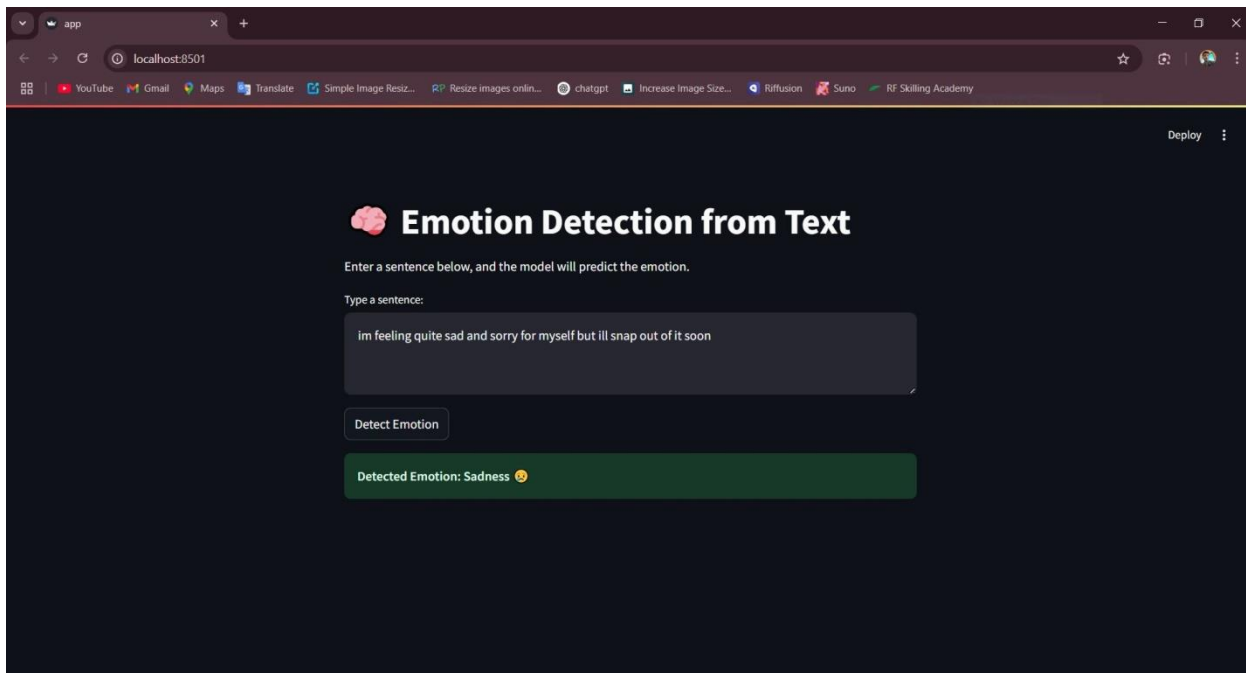 app
localhost:8501
YouTube Gmail Maps Translate Simple Image Resiz... RP Resize images onlin... chatgpt Increase Image Size... Riffusion Suno RF Skilling Academy
Deploy
Emotion Detection from Text
Enter a sentence below, and the model will predict the emotion.
Type a sentence:
im feeling quite sad and sorry for myself but ill snap out of it soon
Detect Emotion
Detected Emotion: Sadness 😢